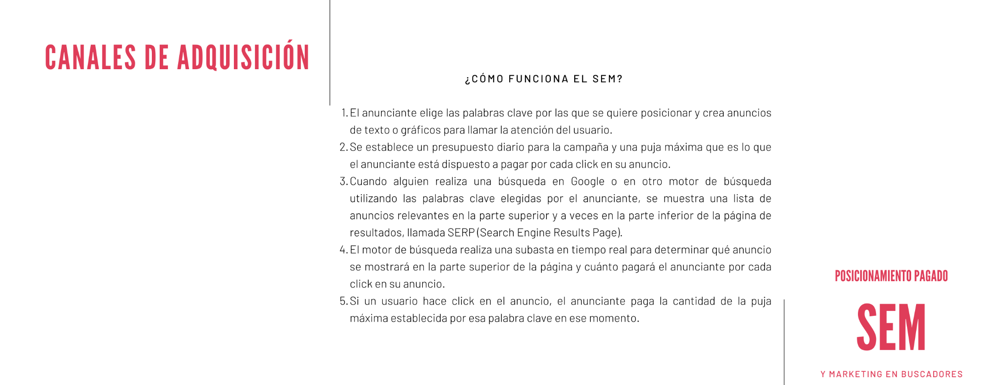 CANALES DE ADQUISICIÓN
¿CÓMO FUNCIONA EL SEM?
1. El anunciante elige las palabras clave por las que se quiere posicionar y crea anuncios
de texto o gráficos para llamar la atención del usuario.
2. Se establece un presupuesto diario para la campaña y una puja máxima que es lo que
el anunciante está dispuesto a pagar por cada click en su anuncio.
3. Cuando alguien realiza una búsqueda en Google o en otro motor de búsqueda
utilizando las palabras clave elegidas por el anunciante, se muestra una lista de
anuncios relevantes en la parte superior y a veces en la parte inferior de la página de
resultados, llamada SERP (Search Engine Results Page).
4. El motor de búsqueda realiza una subasta en tiempo real para determinar qué anuncio
se mostrará en la parte superior de la página y cuánto pagará el anunciante por cada
click en su anuncio.
5. Si un usuario hace click en el anuncio, el anunciante paga la cantidad de la puja
máxima establecida por esa palabra clave en ese momento.
POSICIONAMIENTO PAGADO
SEM
Y MARKETING EN BUSCADORES